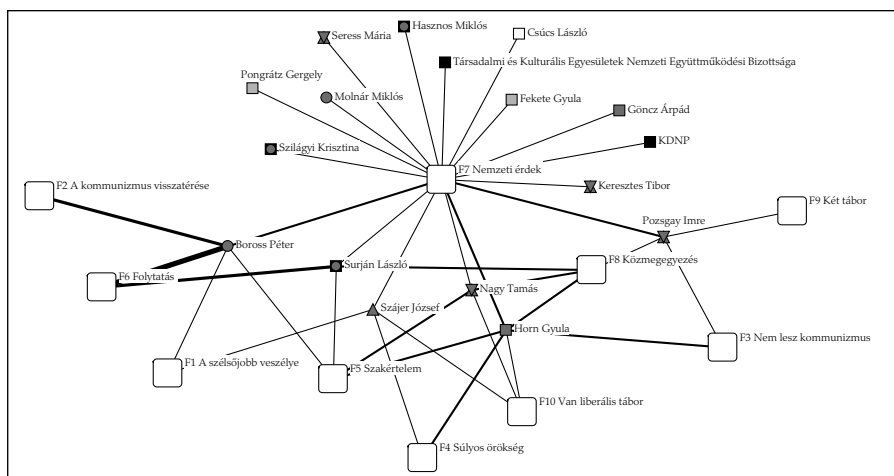 Hasznos Miklós
Seress Mária
Csúcs László
Társadalmi és Kulturális Egyesületek Nemzeti Együttműködési Bizottsága
Pongrátz Gergely
Molnár Miklós
Fekete Gyula
Göncz Árpád
Szilágyi Krisztina
KDNP
F7 Nemzeti érdek
F2 A kommunizmus visszatérése
Keresztes Tibor
F9 Két tábor
Pozsgay Imre
Boross Péter
F6 Folytatás
Surján László
F8 Közmegegyezés
Nagy Tamás
Szájer József
Horn Gyula
F3 Nem lesz kommunizmus
F1 A szélsőjobb veszélye
F5 Szakértelem
F10 Van liberális tábor
F4 Súlyos örökség